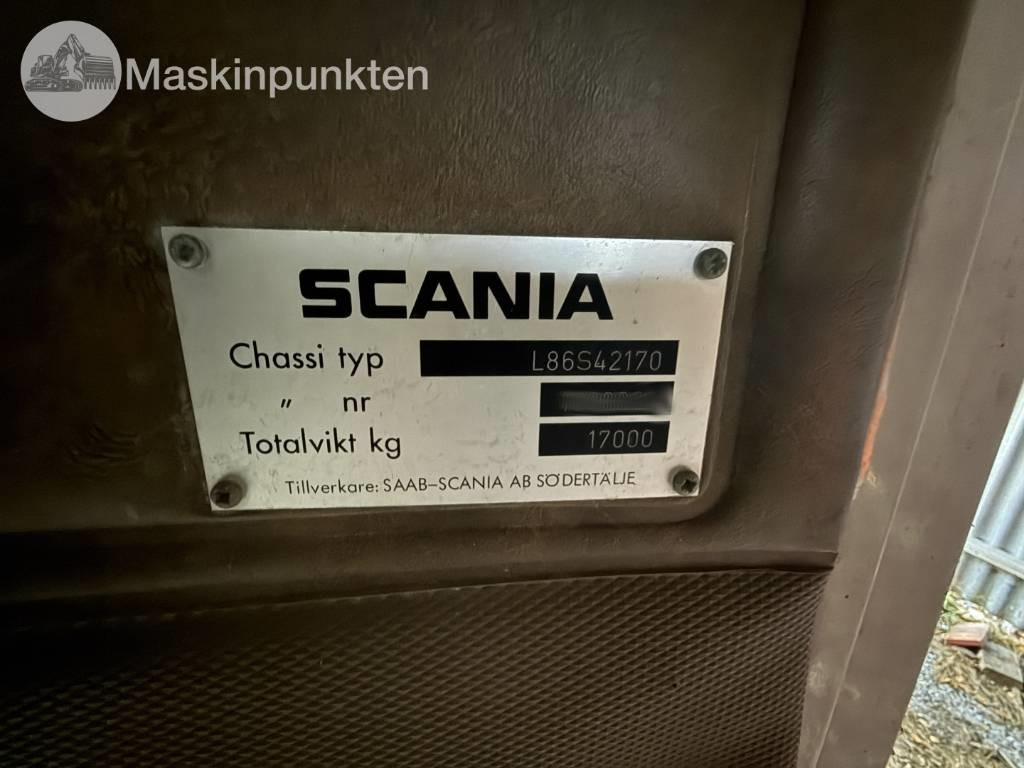 Maskinpunkten
SCANIA
Chassi typ L86S42170
" nr
Totalvikt kg 17000
Tillverkare: SAAB-SCANIA AB SÖDERTÄLJE